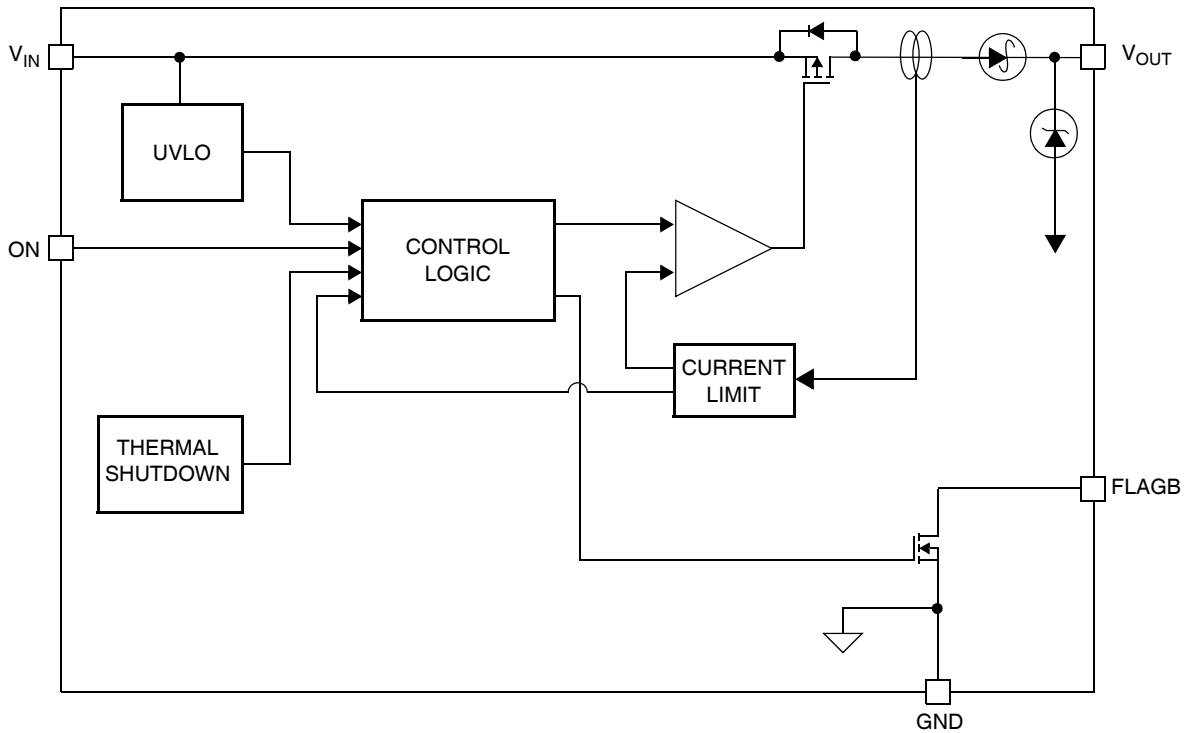 VIN
VOUT
UVLO
ON
CONTROL
LOGIC
CURRENT
LIMIT
THERMAL
SHUTDOWN
FLAGB
GND